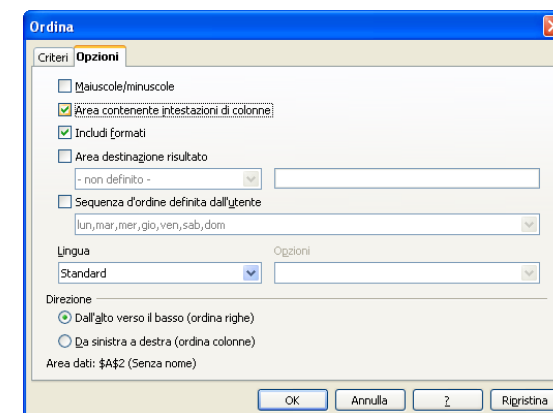 Ordina
Criteri Opzioni
Maiuscole/minuscole
Area contenente intestazioni di colonne
Includi formati
Area destinazione risultato
- non definito -
Sequenza d'ordine definita dall'utente
lun,mar,mer,gio,ven,sab,dom
Lingua Opzioni
Standard
Direzione
Dall'alto verso il basso (ordina righe)
Da sinistra a destra (ordina colonne)
Area dati: $A$2 (Senza nome)
OK Annulla ? Ripristina